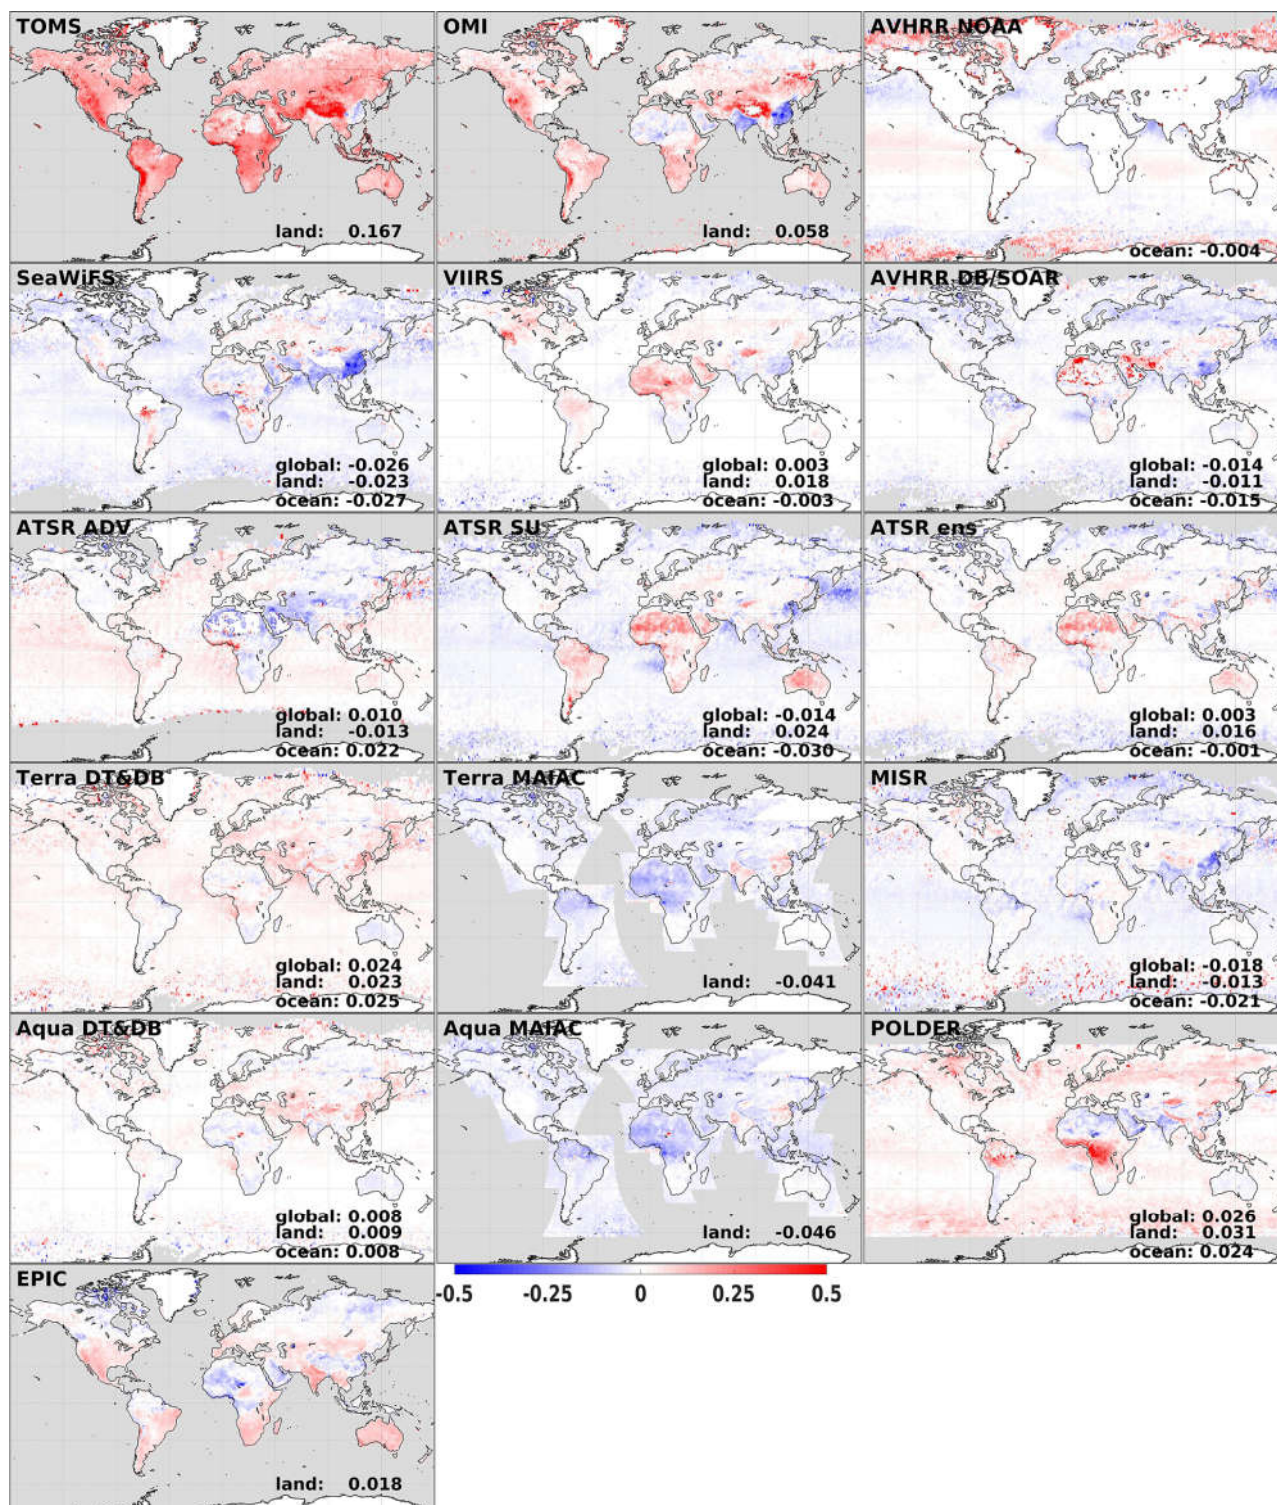 TOMS
land: 0.167
OMI
land: 0.058
AVHRR NOAA
ocean: -0.004
SeaWiFS
global: -0.026
land: -0.023
ocean: -0.027
VIIRS
global: 0.003
land: 0.018
ocean: -0.003
AVHRR DB/SOAR
global: -0.014
land: -0.011
ocean: -0.015
ATSR ADV
global: 0.010
land: -0.013
ocean: 0.022
ATSR SU
global: -0.014
land: 0.024
ocean: -0.030
ATSR ens
global: 0.003
land: 0.016
ocean: -0.001
Terra DT&DB
global: 0.024
land: 0.023
ocean: 0.025
Terra MAIAC
land: -0.041
MISR
global: -0.018
land: -0.013
ocean: -0.021
Aqua DT&DB
global: 0.008
land: 0.009
ocean: 0.008
Aqua MAIAC
land: -0.046
POLDER
global: 0.026
land: 0.031
ocean: 0.024
EPIC
land: 0.018
-0.5 -0.25 0 0.25 0.5